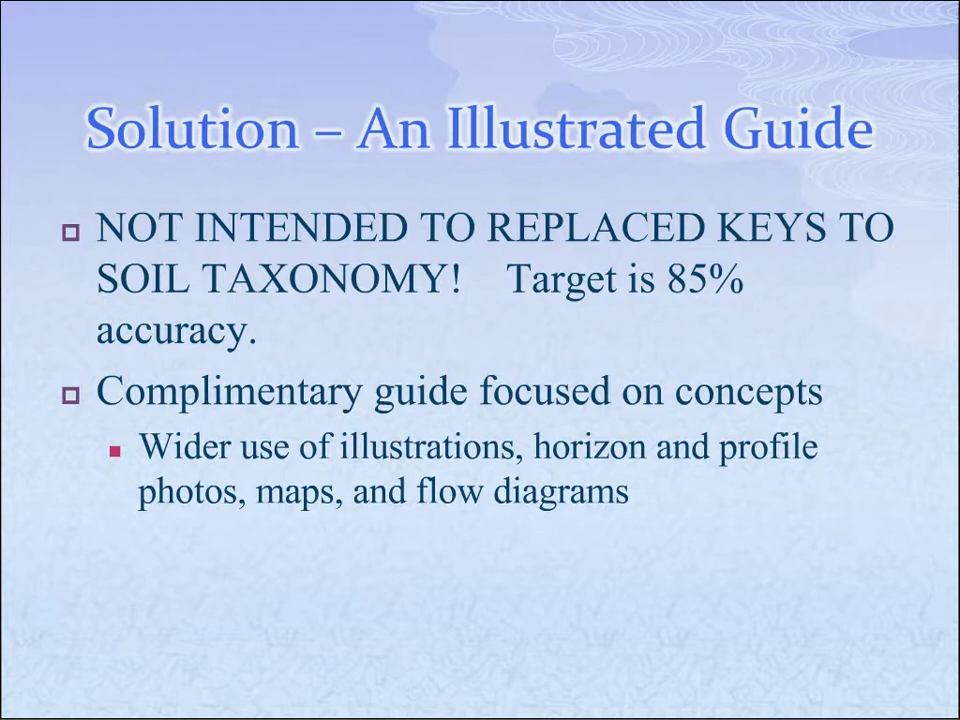 Solution – An Illustrated Guide
NOT INTENDED TO REPLACED KEYS TO
SOIL TAXONOMY! Target is 85%
accuracy.
Complimentary guide focused on concepts
Wider use of illustrations, horizon and profile
photos, maps, and flow diagrams